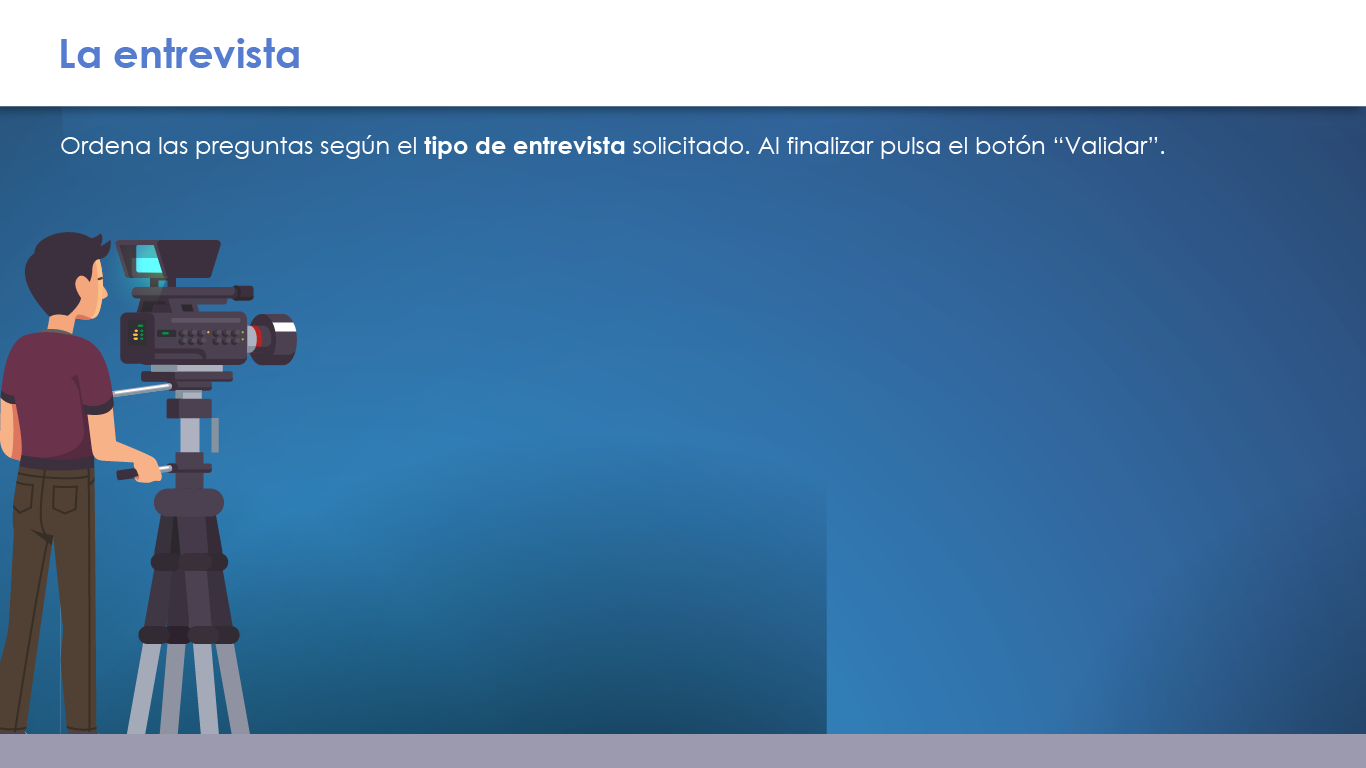 La entrevista
Ordena las preguntas según el tipo de entrevista solicitado. Al finalizar pulsa el botón “Validar”.